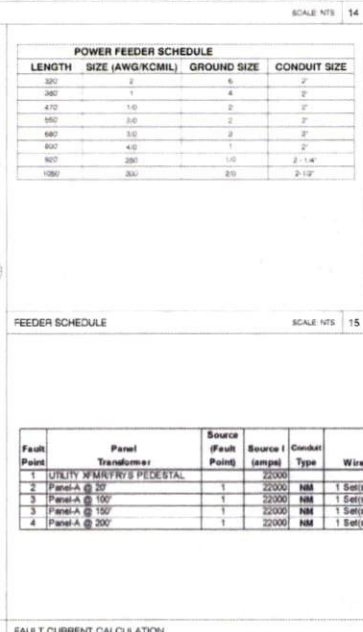 SCALE: NTS 14
POWER FEEDER SCHEDULE
LENGTH SIZE (AWG/KCMIL) GROUND SIZE CONDUIT SIZE
320' 2 6 2"
380' 1 4 2"
470' 1/0 2 2"
550' 2 2"
680' 3/0 2 2"
800' 4/0 1 2"
920' 250 1/0 2 - 1/4"
1050' 300 2/0 2-1/2"
FEEDER SCHEDULE SCALE: NTS 15
Fault Point Panel Transformer Source (Fault Point) Source I (amps) Conduit Type Wire
1 UTILITY XFMR/FRYS PEDESTAL 22000
2 Panel-A @ 20' 1 22000 NM 1 Set(
3 Panel-A @ 100' 1 22000 NM 1 Set(
3 Panel-A @ 150' 1 22000 NM 1 Set(
4 Panel-A @ 200' 1 22000 NM 1 Set(
FAULT CURRENT CALCULATION